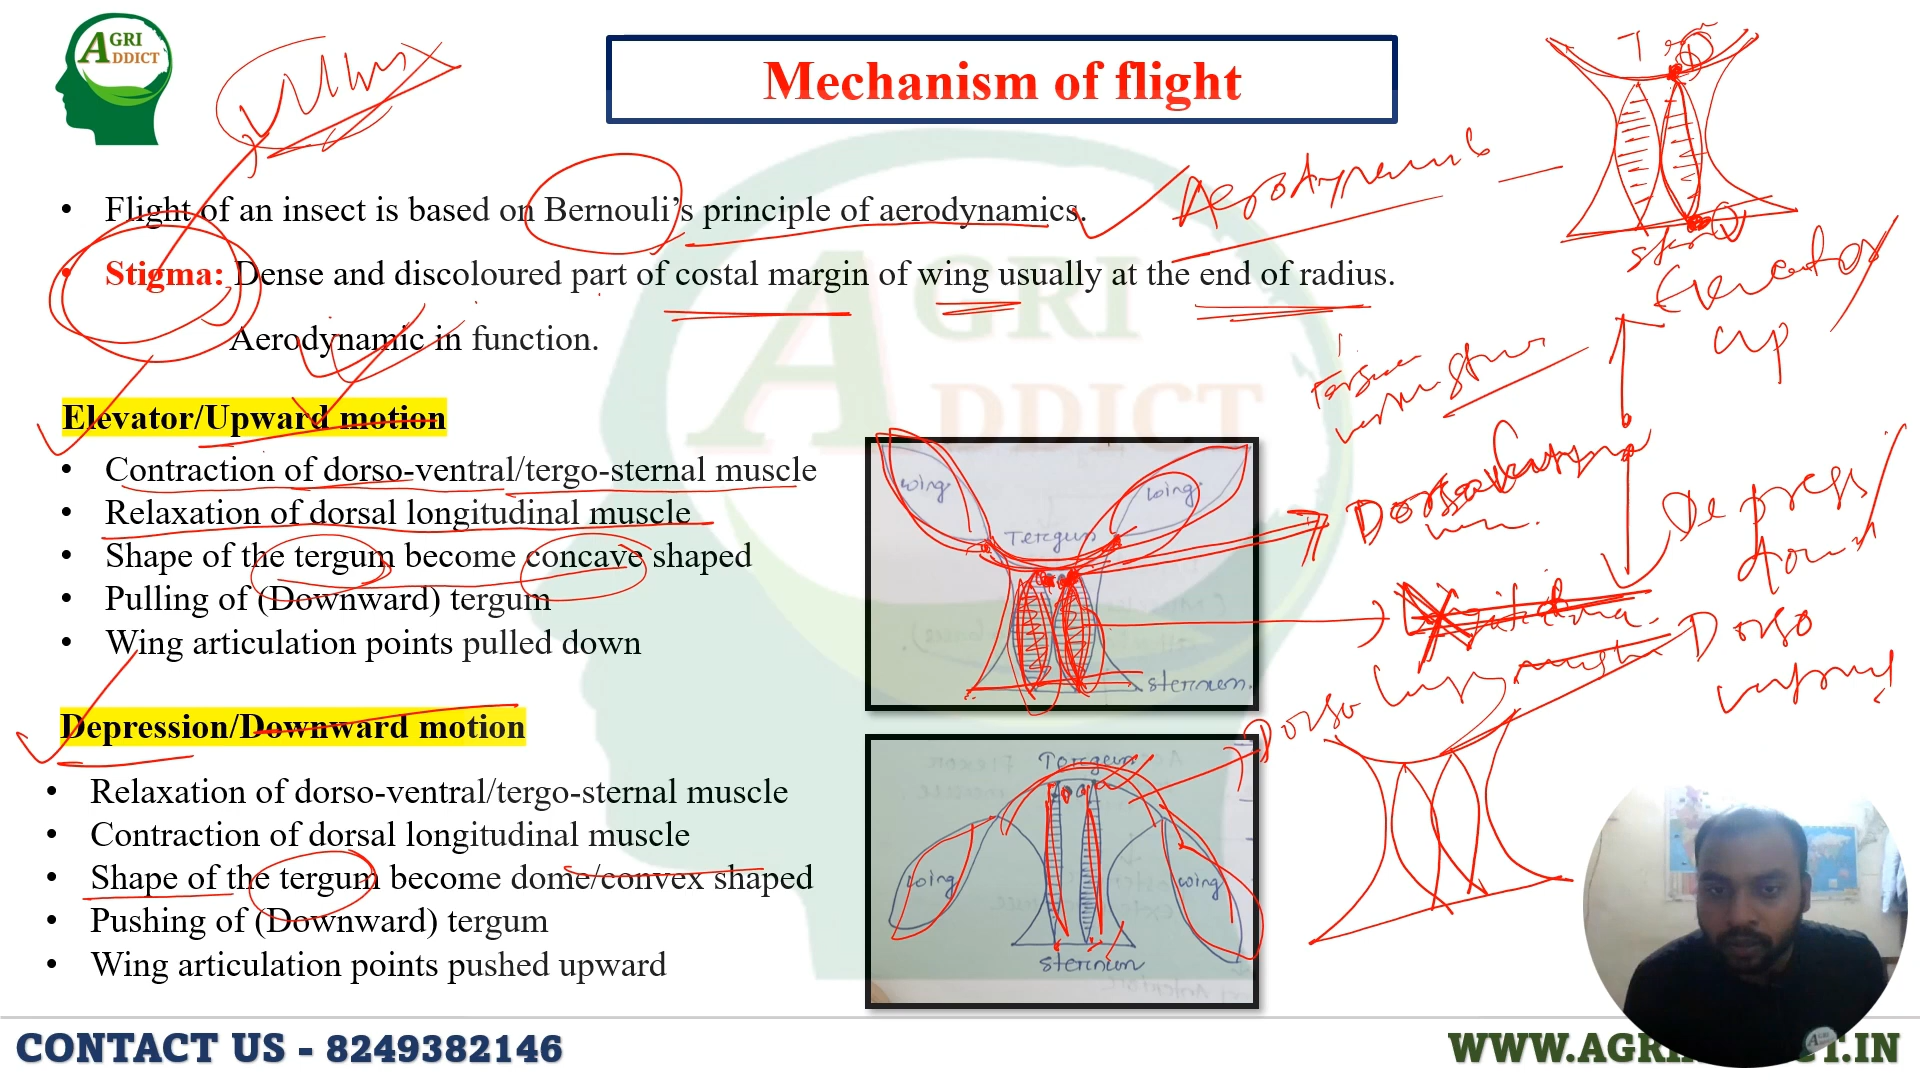 AGRI
ADDICT
Mechanism of flight
• Flight of an insect is based on Bernouli's principle of aerodynamics.
Aerodynamic
• Stigma: Dense and discoloured part of costal margin of wing usually at the end of radius.
Aerodynamic in function.
Elevator
up
Elevator/Upward motion
• Contraction of dorso-ventral/tergo-sternal muscle
• Relaxation of dorsal longitudinal muscle
• Shape of the tergum become concave shaped
• Pulling of (Downward) tergum
• Wing articulation points pulled down
wing
wing
Teregum
sternum.
Depress
down
Dorso
Depression/Downward motion
• Relaxation of dorso-ventral/tergo-sternal muscle
• Contraction of dorsal longitudinal muscle
• Shape of the tergum become dome/convex shaped
• Pushing of (Downward) tergum
• Wing articulation points pushed upward
Dorso
Teregum
wing
wing
sternum
AGRI
ADDICT
CONTACT US - 8249382146